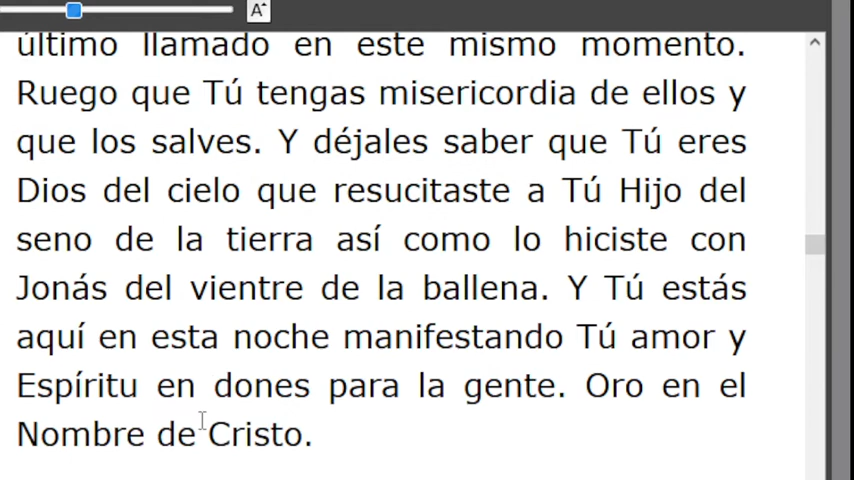 A
último llamado en este mismo momento.
Ruego que Tú tengas misericordia de ellos y
que los salves. Y déjales saber que Tú eres
Dios del cielo que resucitaste a Tú Hijo del
seno de la tierra así como lo hiciste con
Jonás del vientre de la ballena. Y Tú estás
aquí en esta noche manifestando Tú amor y
Espíritu en dones para la gente. Oro en el
Nombre de Cristo.